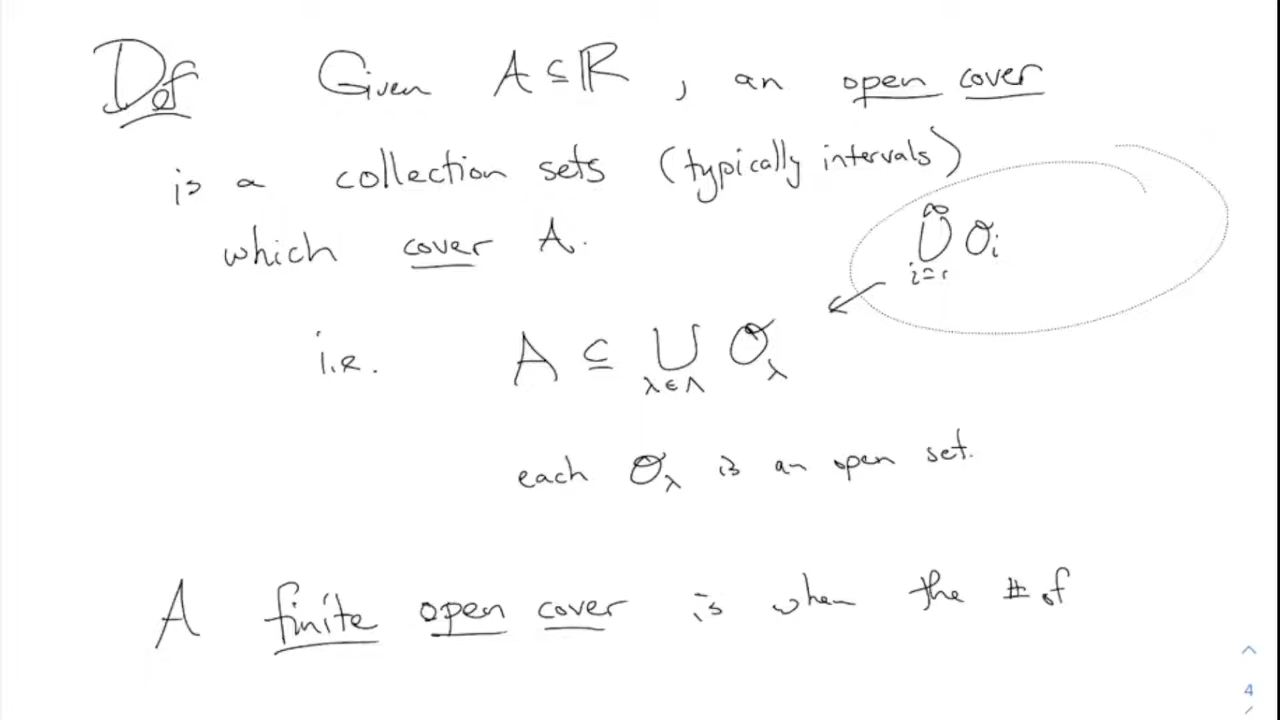 Def Given A ⊆ ℝ, an open cover
is a collection sets (typically intervals)
which cover A.
∞
⋃ O_i
i=1
i.e. A ⊆ ⋃ O_λ
λ∈Λ
each O_λ is an open set.
A finite open cover is when the # of
4